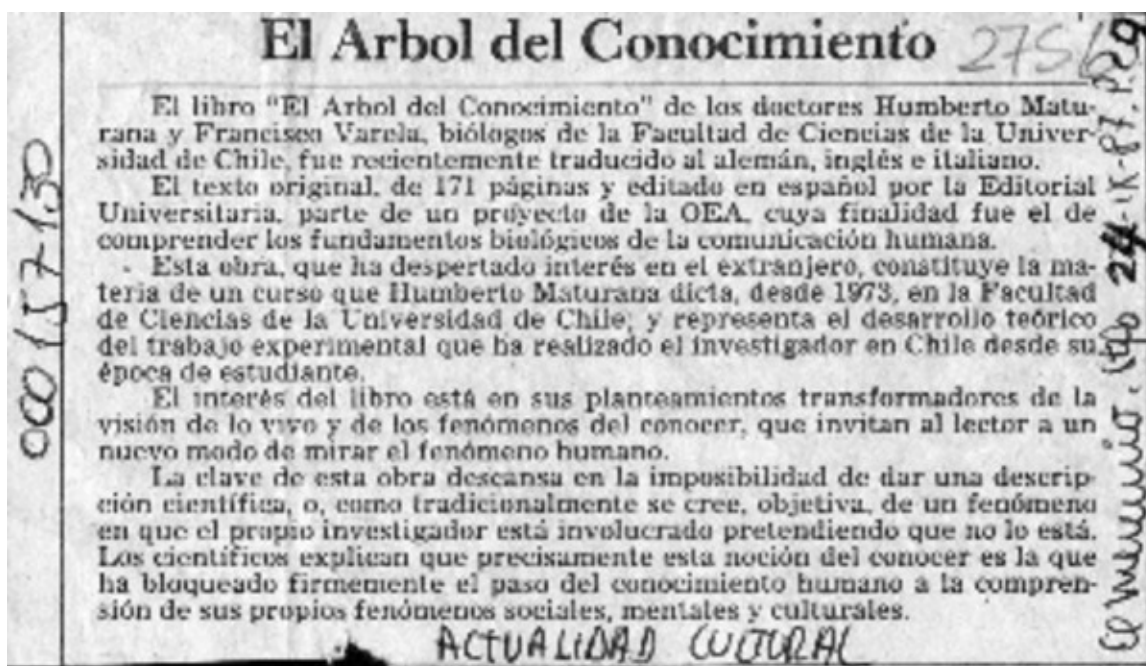 El Arbol del Conocimiento
El libro "El Arbol del Conocimiento" de los doctores Humberto Matu-
rana y Francisco Varela, biólogos de la Facultad de Ciencias de la Univer-
sidad de Chile, fue recientemente traducido al alemán, inglés e italiano.
El texto original, de 171 páginas y editado en español por la Editorial
Universitaria, parte de un proyecto de la OEA, cuya finalidad fue el de
comprender los fundamentos biológicos de la comunicación humana.
Esta obra, que ha despertado interés en el extranjero, constituye la ma-
teria de un curso que Humberto Maturana dicta, desde 1973, en la Facultad
de Ciencias de la Universidad de Chile; y representa el desarrollo teórico
del trabajo experimental que ha realizado el investigador en Chile desde su
época de estudiante.
El interés del libro está en sus planteamientos transformadores de la
visión de lo vivo y de los fenómenos del conocer, que invitan al lector a un
nuevo modo de mirar el fenómeno humano.
La clave de esta obra descansa en la imposibilidad de dar una descrip-
ción científica, o, como tradicionalmente se cree, objetiva, de un fenómeno
en que el propio investigador está involucrado pretendiendo que no lo está.
Los científicos explican que precisamente esta noción del conocer es la que
ha bloqueado firmemente el paso del conocimiento humano a la compren-
sión de sus propios fenómenos sociales, mentales y culturales.
ACTUALIDAD CULTURAL
000157130
24-IX-87. P.